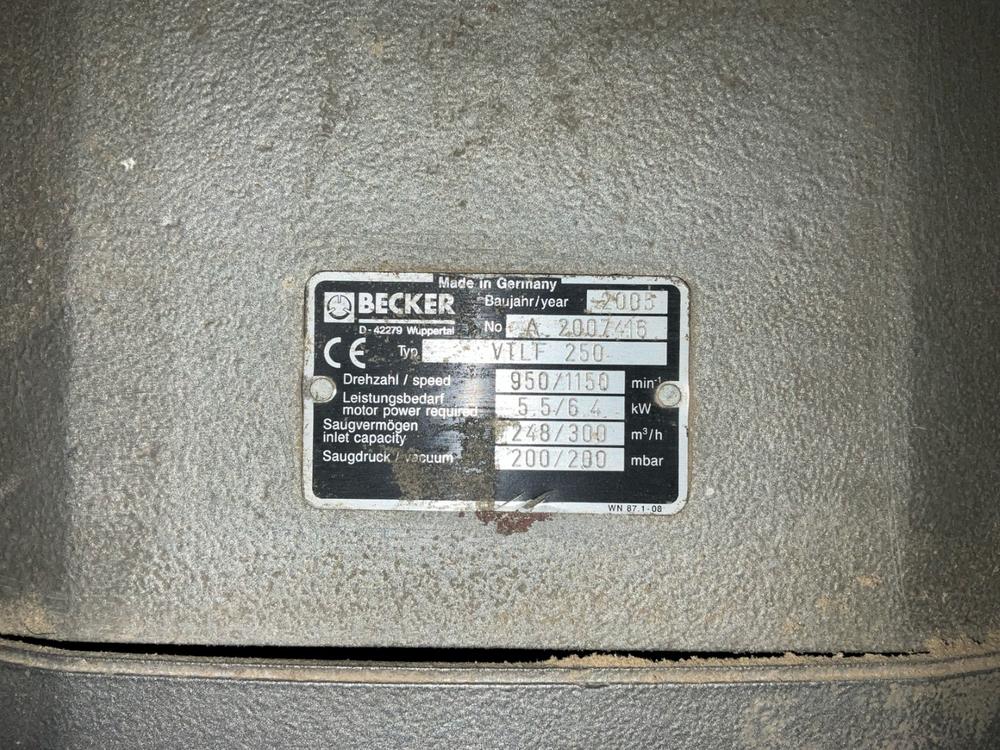 Made in Germany
BECKER
D-42279 Wuppertal
Baujahr/year 2005
No A 2007416
CE Typ VTLF 250
Drehzahl / speed 950/1150 min-1
Leistungsbedarf
motor power required 5,5/6,4 kW
Saugvermögen
inlet capacity 248/300 m³/h
Saugdruck / vacuum 200/200 mbar
WN 87.1-08